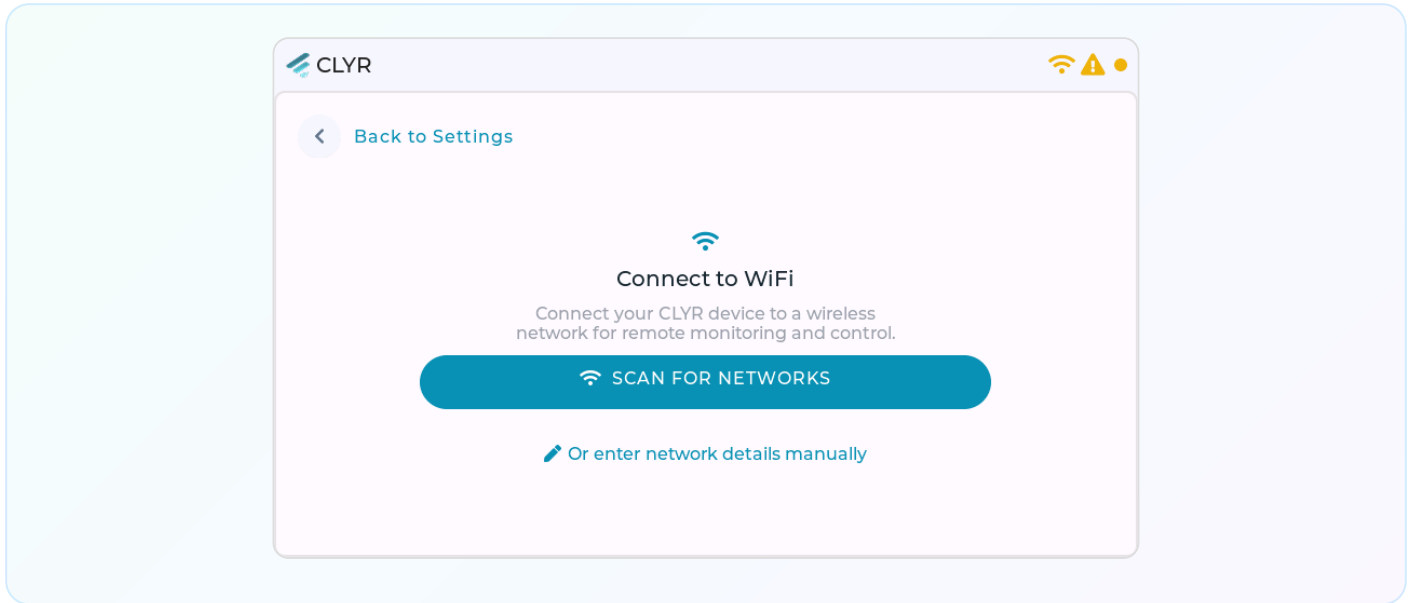 CLYR
Back to Settings
Connect to WiFi
Connect your CLYR device to a wireless
network for remote monitoring and control.
SCAN FOR NETWORKS
Or enter network details manually